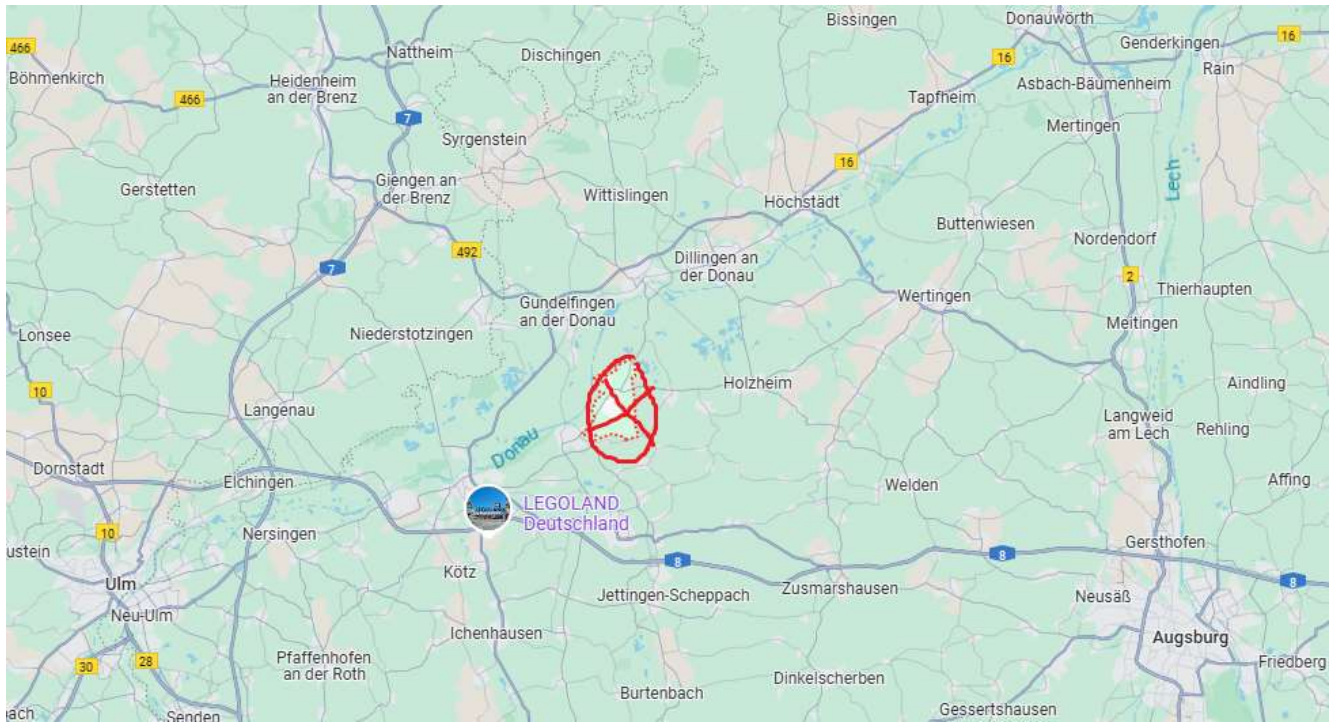 Bissingen
Donauwörth
466
Nattheim
Dischingen
16
Genderkingen
16
Böhmenkirch
Heidenheim
an der Brenz
Rain
466
7
Tapfheim
Asbach-Bäumenheim
Syrgenstein
Mertingen
Gerstetten
Giengen an
der Brenz
Wittislingen
16
Höchstädt
Lech
Buttenwiesen
Nordendorf
492
7
Dillingen an
der Donau
2
Thierhaupten
Wertingen
Gundelfingen
an der Donau
Lonsee
Niederstotzingen
Meitingen
10
Holzheim
Aindling
Langenau
Langweid
am Lech
Rehling
Donau
Dornstadt
Elchingen
Affing
Welden
LEGOLAND
Deutschland
10
Nersingen
Gersthofen
ustein
8
8
8
Kötz
Ulm
Jettingen-Scheppach
Zusmarshausen
Neusäß
Neu-Ulm
Ichenhausen
Augsburg
30
28
Pfaffenhofen
an der Roth
Friedberg
Burtenbach
Dinkelscherben
Gessertshausen
ach
Senden